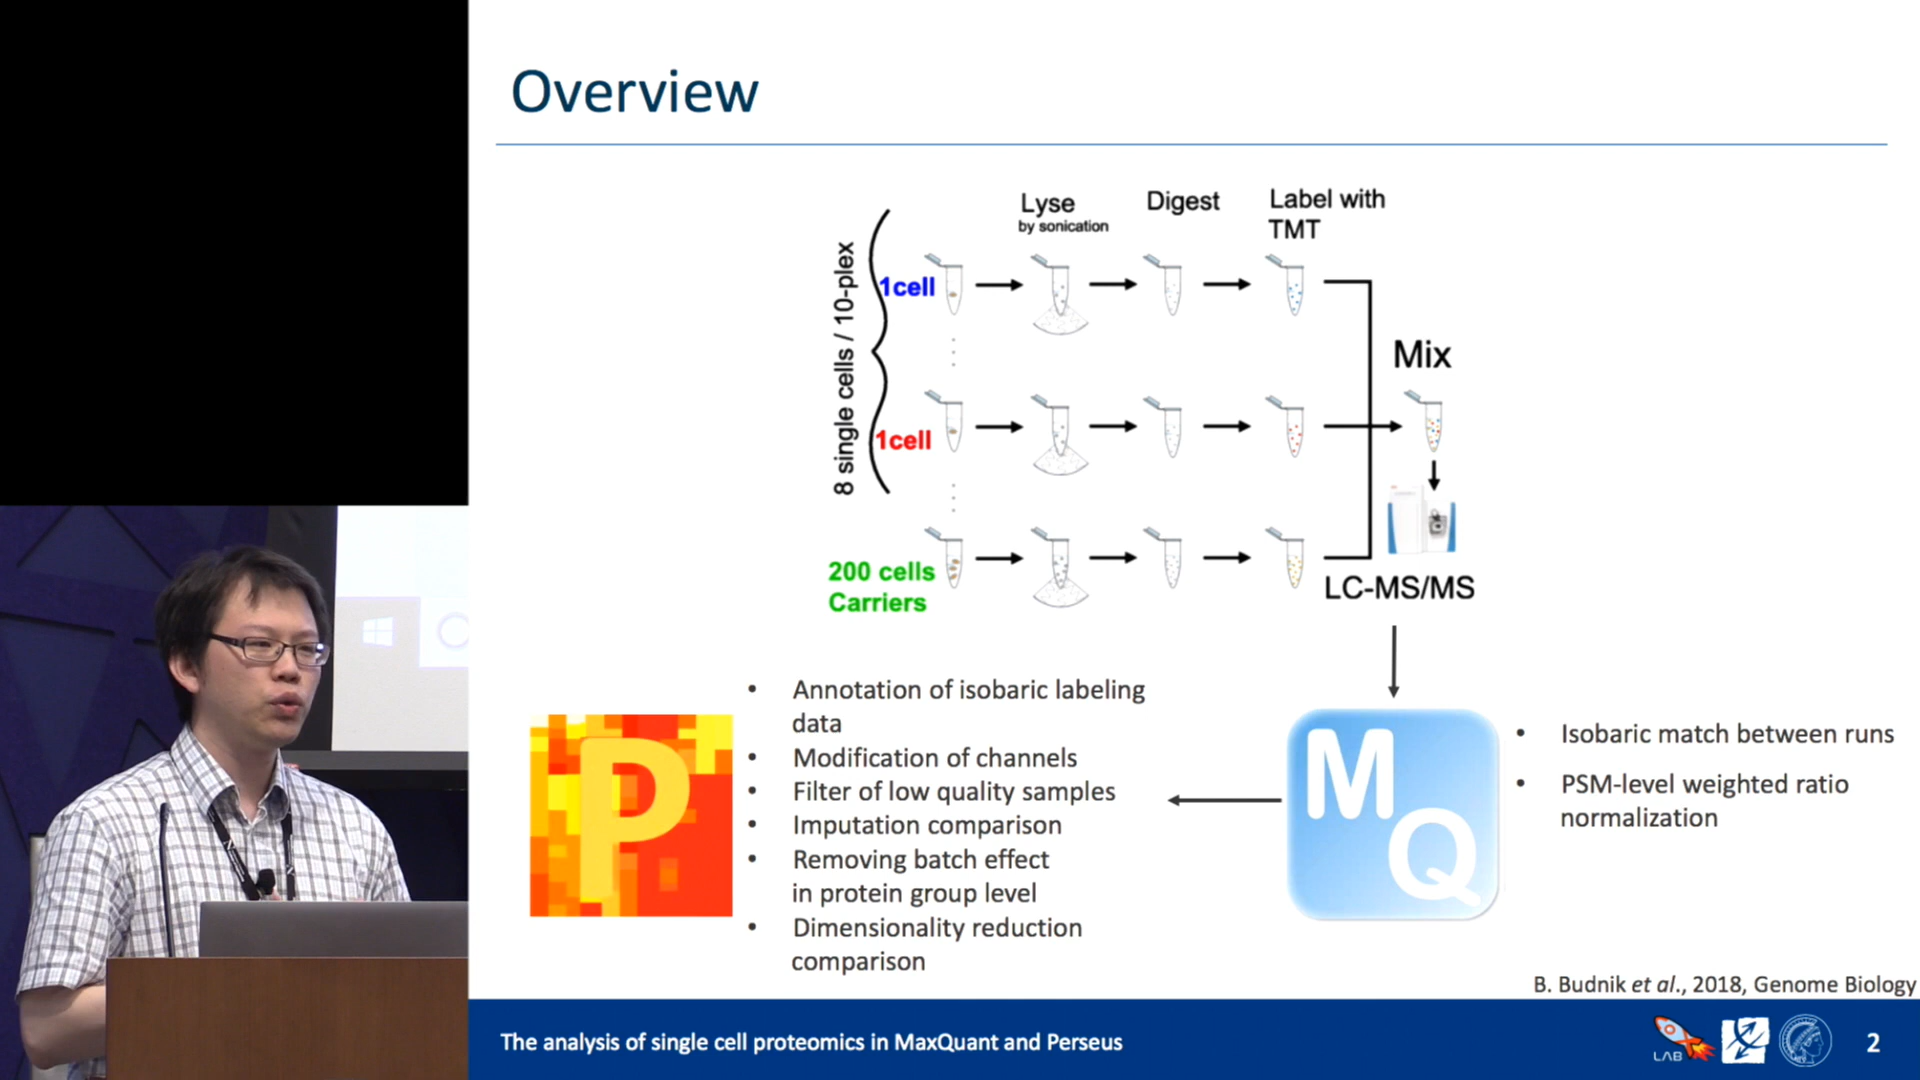 Overview
Lyse
by sonication
Digest
Label with
TMT
8 single cells / 10-plex
1cell
1cell
200 cells
Carriers
Mix
LC-MS/MS
• Annotation of isobaric labeling
data
• Modification of channels
• Filter of low quality samples
• Imputation comparison
• Removing batch effect
in protein group level
• Dimensionality reduction
comparison
P
M
Q
• Isobaric match between runs
• PSM-level weighted ratio
normalization
B. Budnik et al., 2018, Genome Biology
The analysis of single cell proteomics in MaxQuant and Perseus
LAB
2